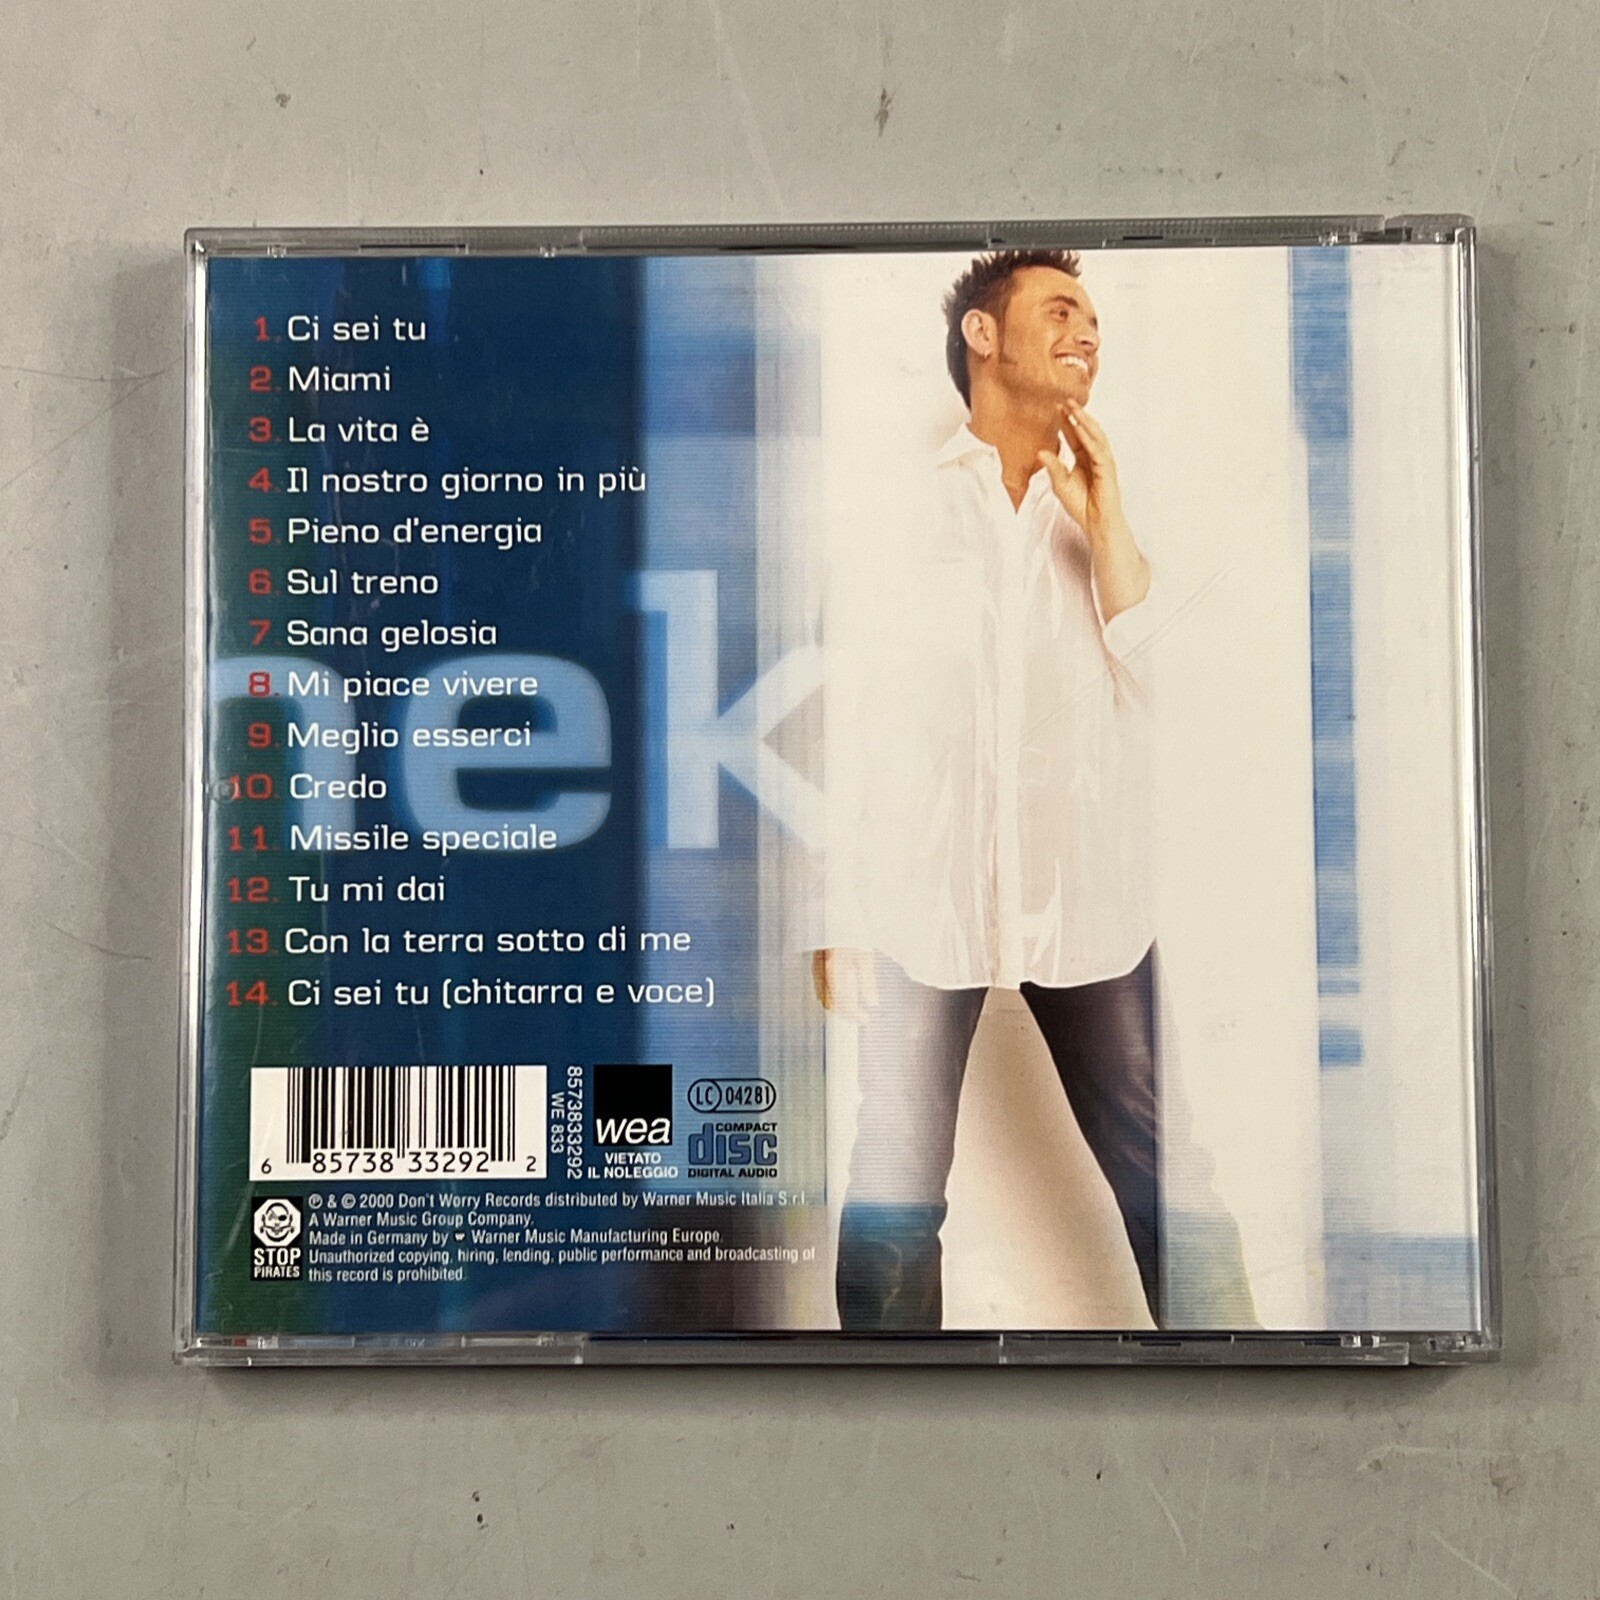 1. Ci sei tu
2. Miami
3. La vita è
4. Il nostro giorno in più
5. Pieno d'energia
6. Sul treno
7. Sana gelosia
8. Mi piace vivere
9. Meglio esserci
10. Credo
11. Missile speciale
12. Tu mi dai
13. Con la terra sotto di me
14. Ci sei tu (chitarra e voce)
nek
6 85738 33292 2
8573833292
WE 833
wea
VIETATO
IL NOLEGGIO
LC 04281
COMPACT
disc
DIGITAL AUDIO
STOP
PIRATES
℗ & © 2000 Don't Worry Records distributed by Warner Music Italia S.r.l.
A Warner Music Group Company.
Made in Germany by Warner Music Manufacturing Europe.
Unauthorized copying, hiring, lending, public performance and broadcasting of
this record is prohibited.